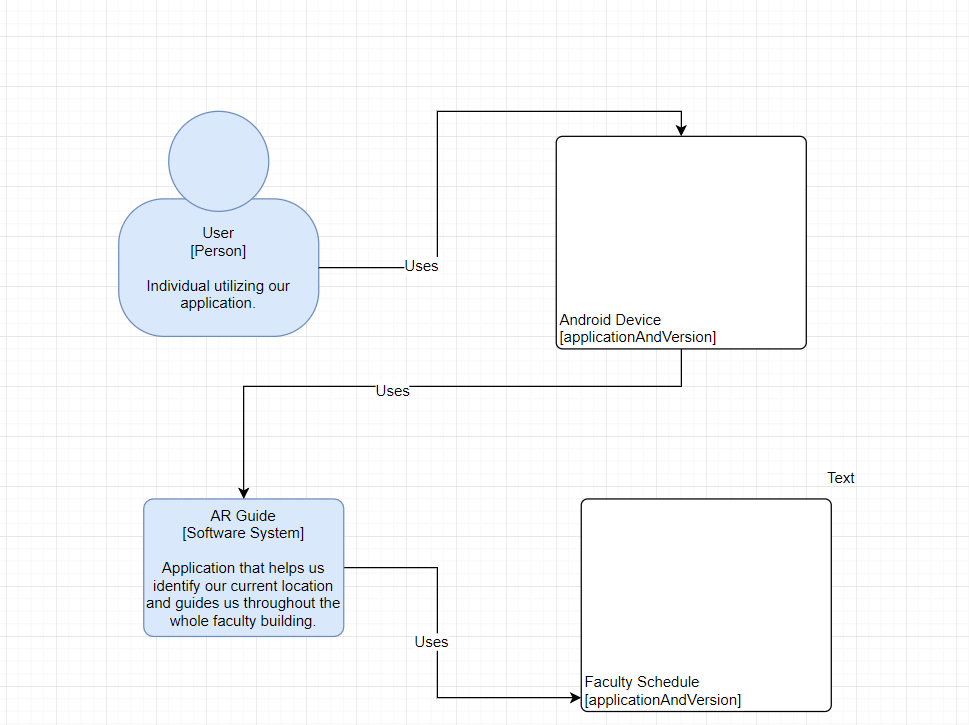 User
[Person]
Individual utilizing our
application.
Uses
Android Device
[applicationAndVersion]
Uses
Text
AR Guide
[Software System]
Application that helps us
identify our current location
and guides us throughout the
whole faculty building.
Uses
Faculty Schedule
[applicationAndVersion]